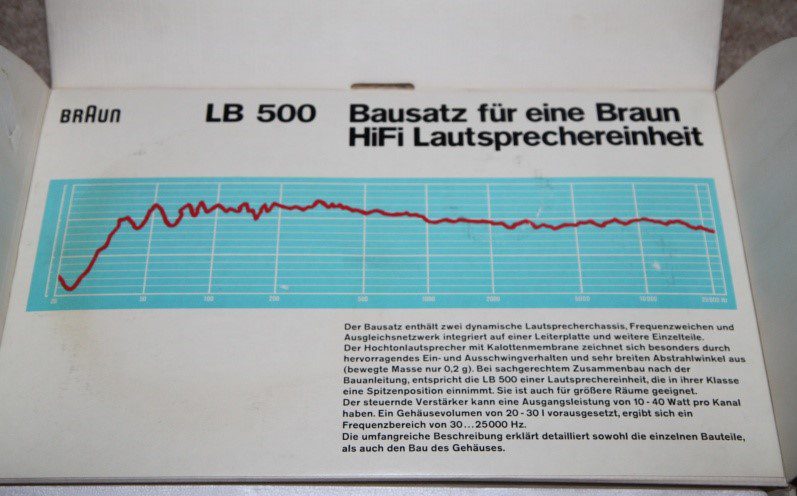 BRAUN LB 500 Bausatz für eine Braun
HiFi Lautsprechereinheit
20 50 100 200 500 1000 2000 5000 10000 25000 Hz
Der Bausatz enthält zwei dynamische Lautsprecherchassis, Frequenzweichen und
Ausgleichsnetzwerk integriert auf einer Leiterplatte und weitere Einzelteile.
Der Hochtonlautsprecher mit Kalottenmembrane zeichnet sich besonders durch
hervorragendes Ein- und Ausschwingverhalten und sehr breiten Abstrahlwinkel aus
(bewegte Masse nur 0,2 g). Bei sachgerechtem Zusammenbau nach der
Bauanleitung, entspricht die LB 500 einer Lautsprechereinheit, die in ihrer Klasse
eine Spitzenposition einnimmt. Sie ist auch für größere Räume geeignet.
Der steuernde Verstärker kann eine Ausgangsleistung von 10 - 40 Watt pro Kanal
haben. Ein Gehäusevolumen von 20 - 30 l vorausgesetzt, ergibt sich ein
Frequenzbereich von 30...25000 Hz.
Die umfangreiche Beschreibung erklärt detailliert sowohl die einzelnen Bauteile,
als auch den Bau des Gehäuses.